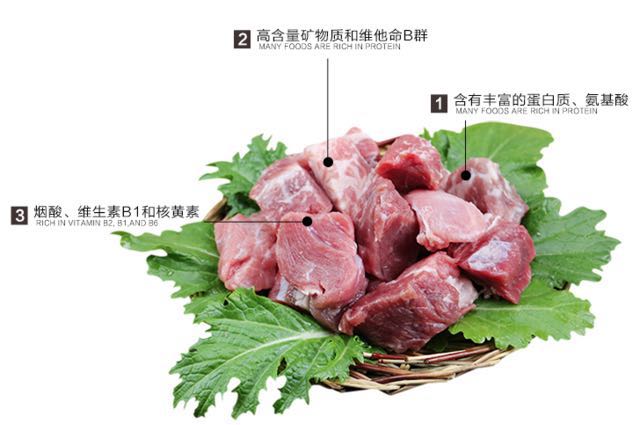 2 高含量矿物质和维他命B群
MANY FOODS ARE RICH IN PROTEIN
1 含有丰富的蛋白质、氨基酸
MANY FOODS ARE RICH IN PROTEIN
3 烟酸、维生素B1和核黄素
RICH IN VITAMIN B2, B1,AND B6